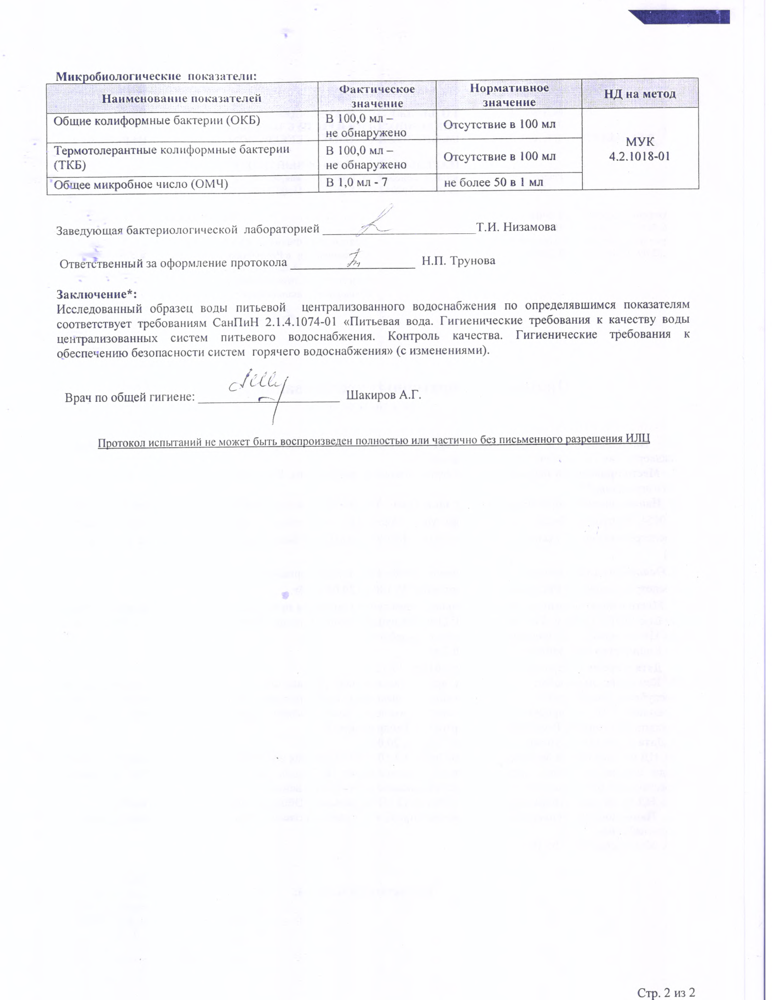 Микробиологические показатели:
Наименование показателей
Фактическое значение
Нормативное значение
НД на метод
Общие колиформные бактерии (ОКБ)
В 100,0 мл –
не обнаружено
Отсутствие в 100 мл
МУК
4.2.1018-01
Термотолерантные колиформные бактерии
(ТКБ)
В 100,0 мл –
не обнаружено
Отсутствие в 100 мл
Общее микробное число (ОМЧ)
В 1,0 мл - 7
не более 50 в 1 мл
Заведующая бактериологической лабораторией Т.И. Низамова
Ответственный за оформление протокола Н.П. Трунова
Заключение*:
Исследованный образец воды питьевой централизованного водоснабжения по определявшимся показателям
соответствует требованиям СанПиН 2.1.4.1074-01 «Питьевая вода. Гигиенические требования к качеству воды
централизованных систем питьевого водоснабжения. Контроль качества. Гигиенические требования к
обеспечению безопасности систем горячего водоснабжения» (с изменениями).
Врач по общей гигиене: Шакиров А.Г.
Протокол испытаний не может быть воспроизведен полностью или частично без письменного разрешения ИЛЦ
Стр. 2 из 2